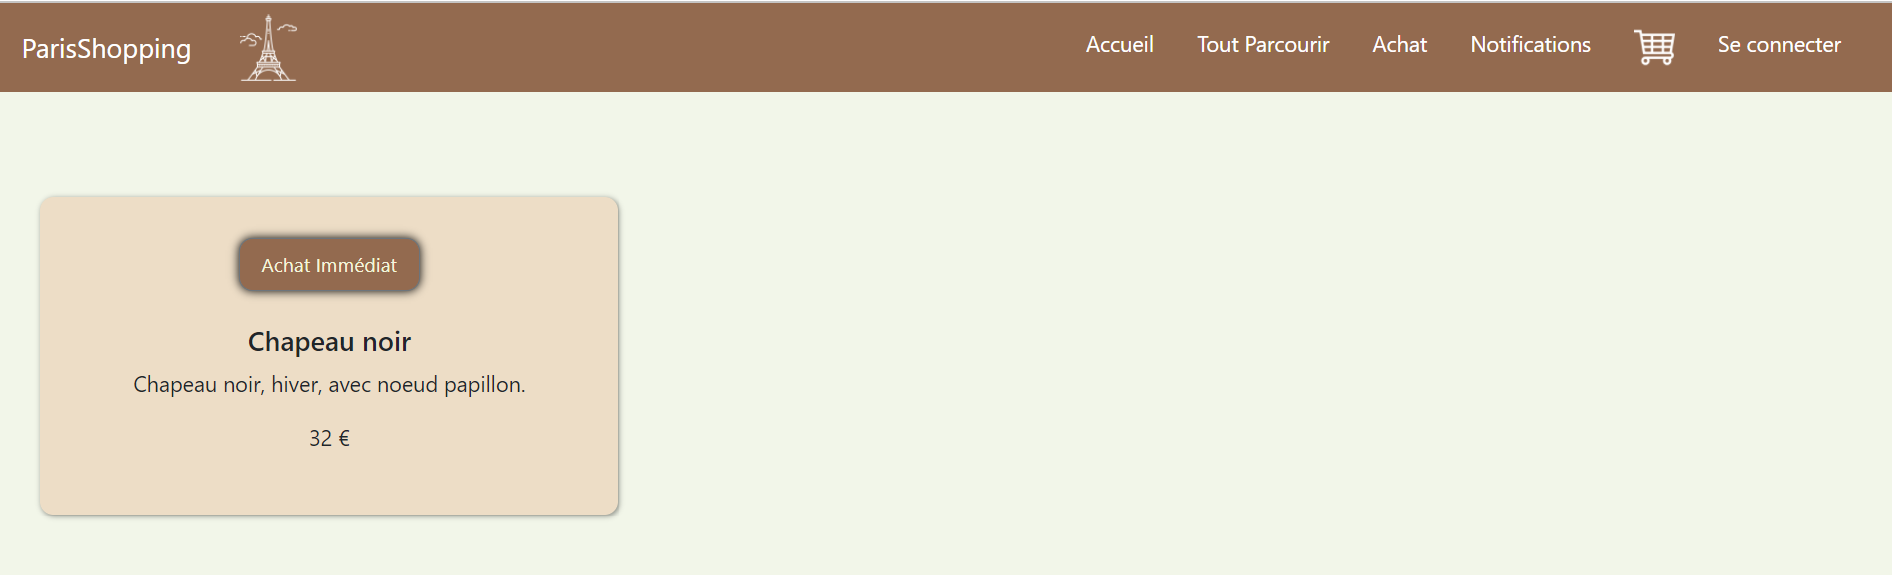 ParisShopping Accueil Tout Parcourir Achat Notifications Se connecter
Achat Immédiat
Chapeau noir
Chapeau noir, hiver, avec noeud papillon.
32 €